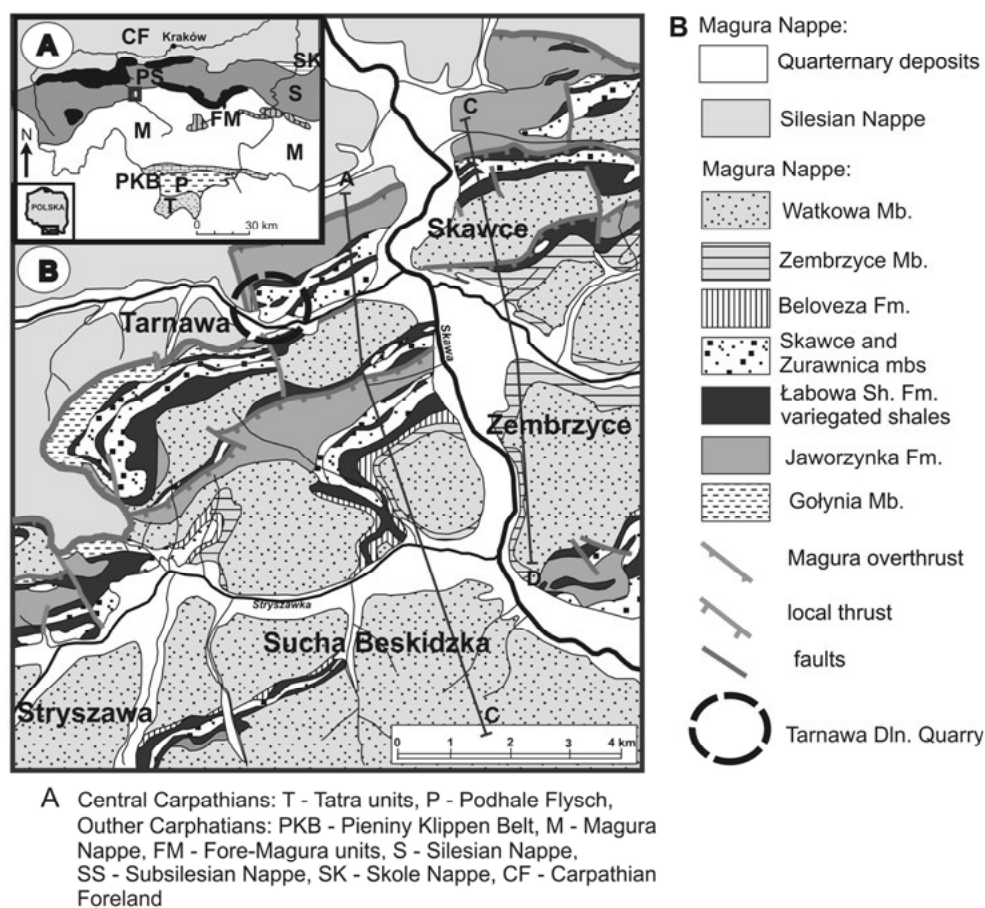 A
CF
Kraków
SK
PS
S
FM
M
M
N
PKB
P
T
POLSKA
0 30 km
B
C
A
Skawce
Tarnawa
Skawa
Zembrzyce
D
Stryszawka
Sucha Beskidzka
Stryszawa
C
0 1 2 3 4 km
B Magura Nappe:
Quarternary deposits
Silesian Nappe
Magura Nappe:
Watkowa Mb.
Zembrzyce Mb.
Beloveza Fm.
Skawce and
Zurawnica mbs
Łabowa Sh. Fm.
variegated shales
Jaworzynka Fm.
Gołynia Mb.
Magura overthrust
local thrust
faults
Tarnawa Dln. Quarry
A Central Carpathians: T - Tatra units, P - Podhale Flysch,
Outher Carphatians: PKB - Pieniny Klippen Belt, M - Magura
Nappe, FM - Fore-Magura units, S - Silesian Nappe,
SS - Subsilesian Nappe, SK - Skole Nappe, CF - Carpathian
Foreland